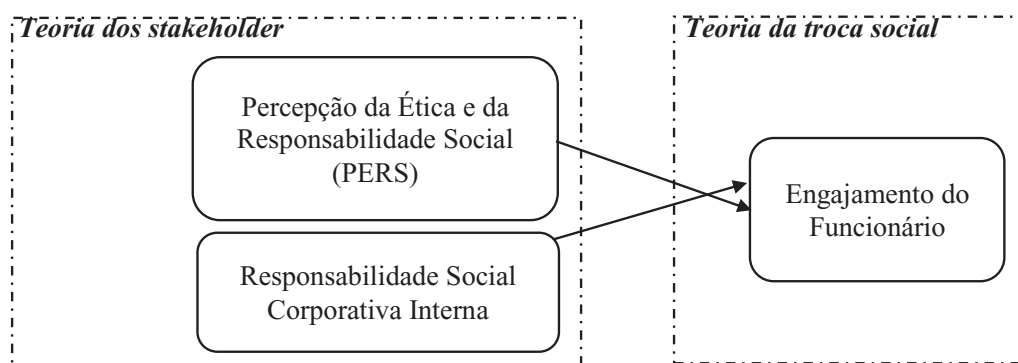 Teoria dos stakeholder
Teoria da troca social
Percepção da Ética e da
Responsabilidade Social
(PERS)
Engajamento do
Funcionário
Responsabilidade Social
Corporativa Interna